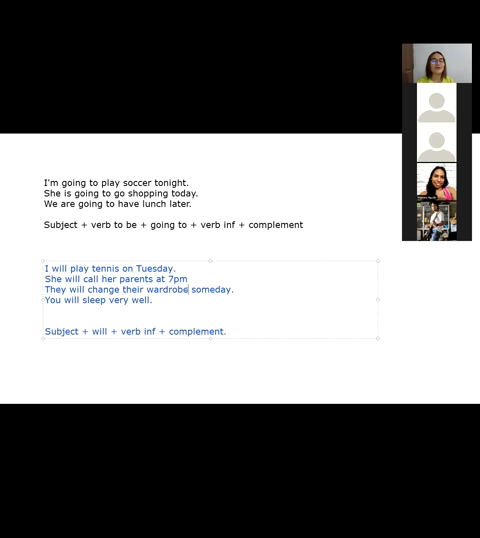 I'm going to play soccer tonight.
She is going to go shopping today.
We are going to have lunch later.
Subject + verb to be + going to + verb inf + complement
I will play tennis on Tuesday.
She will call her parents at 7pm
They will change their wardrobe someday.
You will sleep very well.
Subject + will + verb inf + complement.